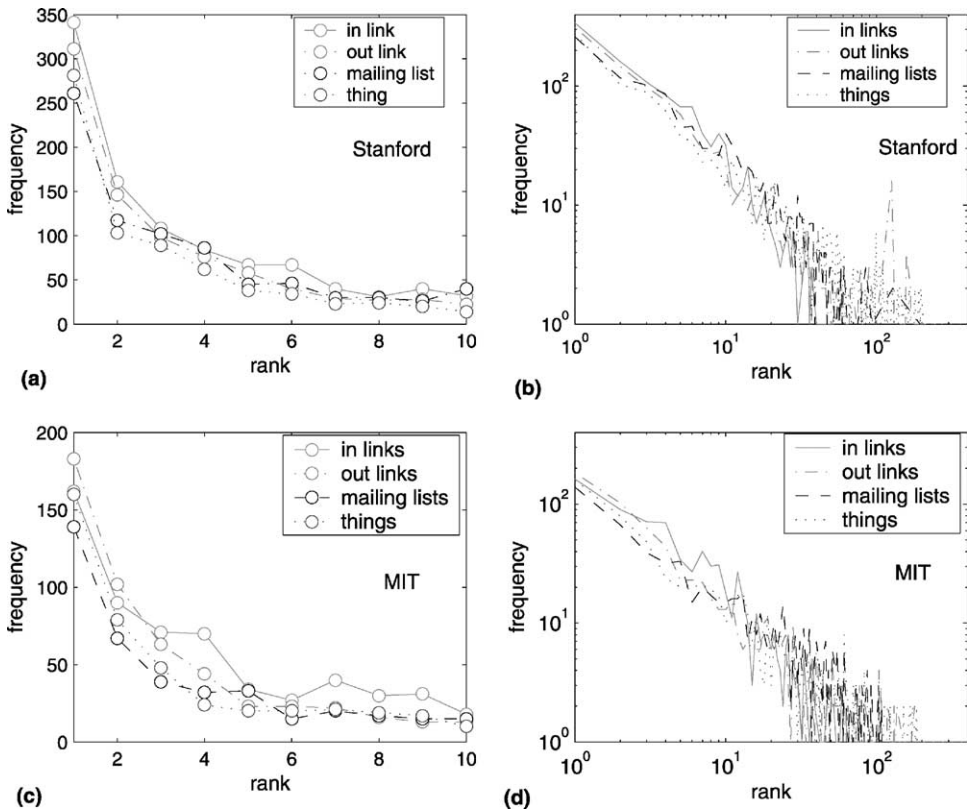 350
300
250
200
150
100
50
0
2
4
6
8
10
frequency
rank
in link
out link
mailing list
thing
Stanford
(a)
10^2
10^1
10^0
10^0
10^1
10^2
frequency
rank
in links
out links
mailing lists
things
Stanford
(b)
200
150
100
50
0
2
4
6
8
10
frequency
rank
in links
out links
mailing lists
things
MIT
(c)
10^2
10^1
10^0
10^0
10^1
10^2
frequency
rank
in links
out links
mailing lists
things
MIT
(d)